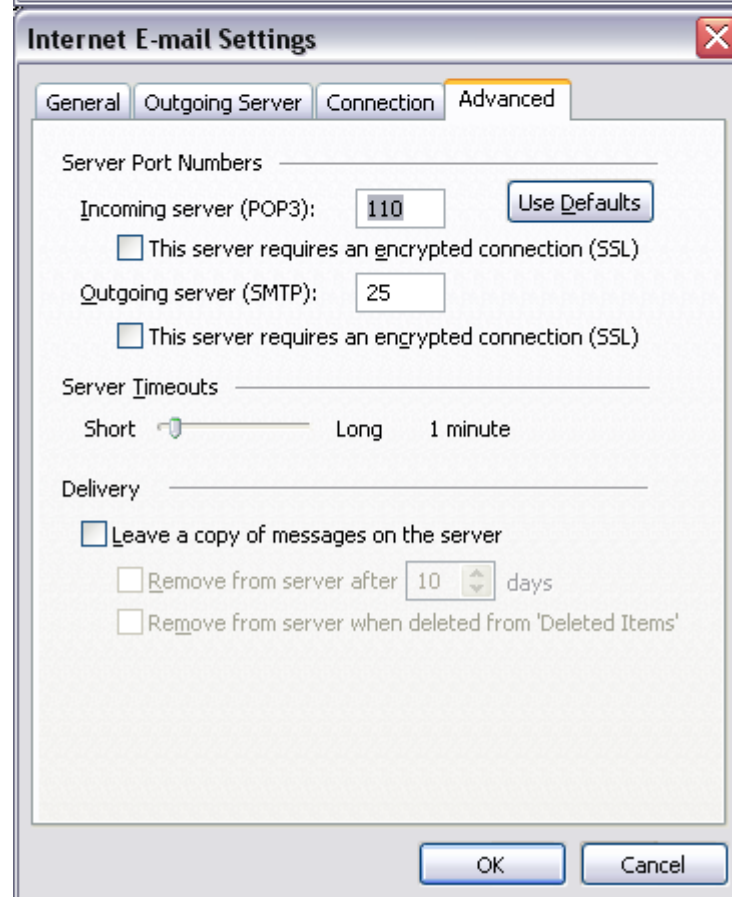 Internet E-mail Settings
General Outgoing Server Connection Advanced
Server Port Numbers
Incoming server (POP3): 110 Use Defaults
This server requires an encrypted connection (SSL)
Outgoing server (SMTP): 25
This server requires an encrypted connection (SSL)
Server Timeouts
Short Long 1 minute
Delivery
Leave a copy of messages on the server
Remove from server after 10 days
Remove from server when deleted from 'Deleted Items'
OK Cancel